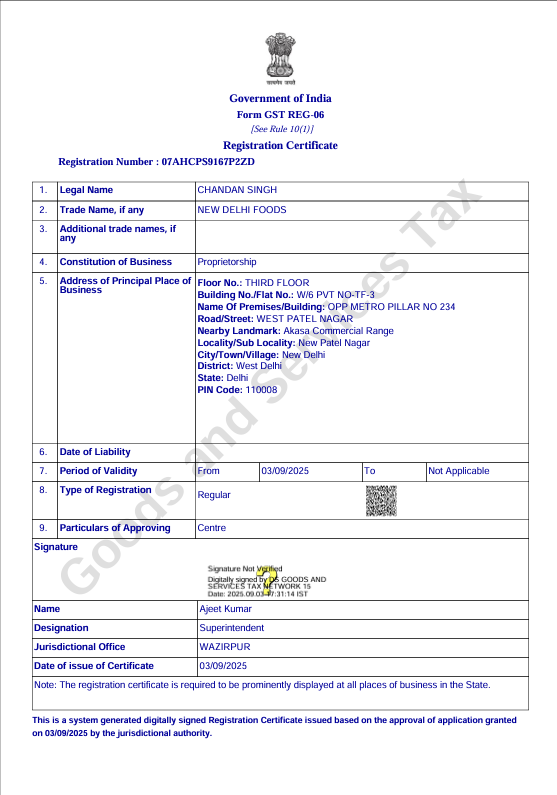 सत्यमेव जयते
Government of India
Form GST REG-06
[See Rule 10(1)]
Registration Certificate
Registration Number : 07AHCPS9167P2ZD
1. Legal Name CHANDAN SINGH
2. Trade Name, if any NEW DELHI FOODS
3. Additional trade names, if
any
4. Constitution of Business Proprietorship
5. Address of Principal Place of
Business
Floor No.: THIRD FLOOR
Building No./Flat No.: W/6 PVT NO-TF-3
Name Of Premises/Building: OPP METRO PILLAR NO 234
Road/Street: WEST PATEL NAGAR
Nearby Landmark: Akasa Commercial Range
Locality/Sub Locality: New Patel Nagar
City/Town/Village: New Delhi
District: West Delhi
State: Delhi
PIN Code: 110008
6. Date of Liability
7. Period of Validity From 03/09/2025 To Not Applicable
8. Type of Registration Regular
9. Particulars of Approving Centre
Signature
Signature Not Verified
Digitally signed by DS GOODS AND
SERVICES TAX NETWORK 15
Date: 2025.09.03 17:31:14 IST
Name Ajeet Kumar
Designation Superintendent
Jurisdictional Office WAZIRPUR
Date of issue of Certificate 03/09/2025
Note: The registration certificate is required to be prominently displayed at all places of business in the State.
This is a system generated digitally signed Registration Certificate issued based on the approval of application granted
on 03/09/2025 by the jurisdictional authority.
Goods and Services Tax